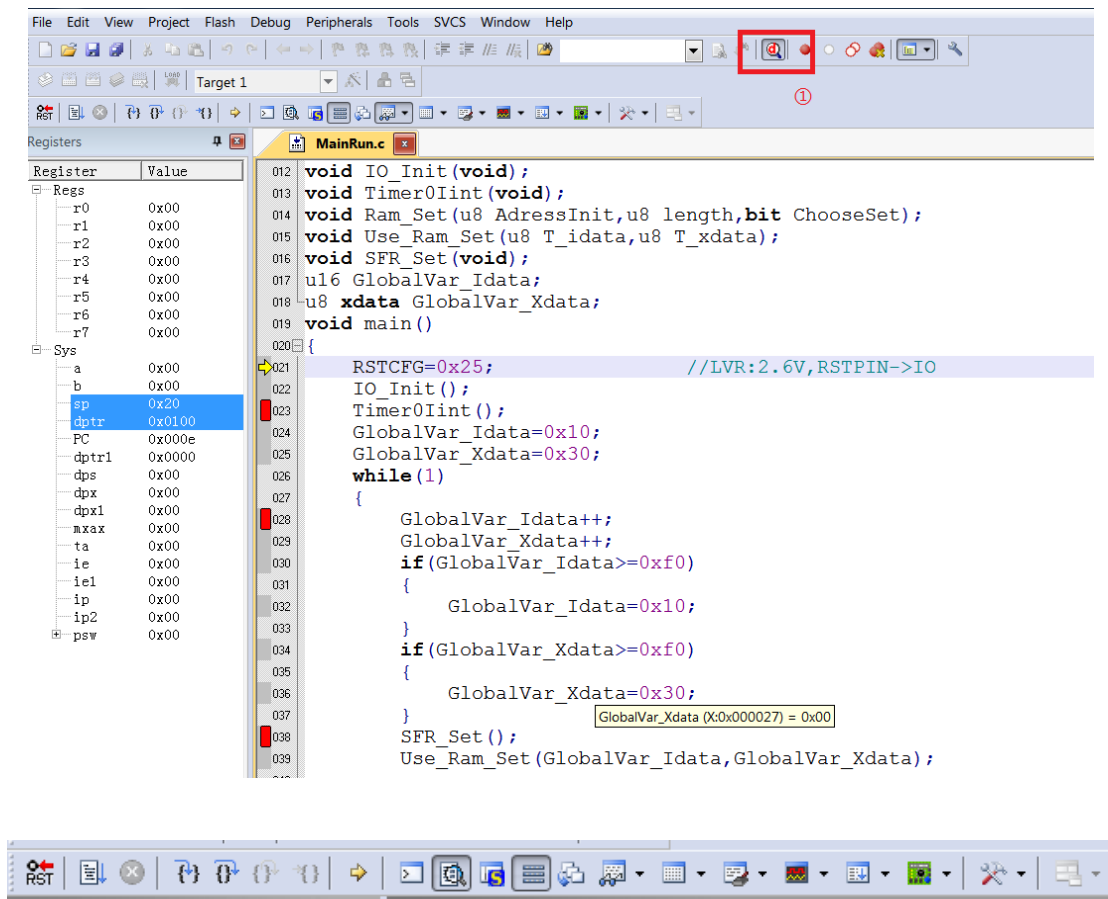 File Edit View Project Flash Debug Peripherals Tools SVCS Window Help
LOAD Target 1
①
RST
Registers
MainRun.c
Register Value
Regs
r0 0x00
r1 0x00
r2 0x00
r3 0x00
r4 0x00
r5 0x00
r6 0x00
r7 0x00
Sys
a 0x00
b 0x00
sp 0x20
dptr 0x0100
PC 0x000e
dptr1 0x0000
dps 0x00
dpx 0x00
dpx1 0x00
mxax 0x00
ta 0x00
ie 0x00
ie1 0x00
ip 0x00
ip2 0x00
psw 0x00
012 void IO_Init(void);
013 void Timer0Iint(void);
014 void Ram_Set(u8 AdressInit,u8 length,bit ChooseSet);
015 void Use_Ram_Set(u8 T_idata,u8 T_xdata);
016 void SFR_Set(void);
017 u16 GlobalVar_Idata;
018 u8 xdata GlobalVar_Xdata;
019 void main()
020 {
021 RSTCFG=0x25; //LVR:2.6V,RSTPIN->IO
022 IO_Init();
023 Timer0Iint();
024 GlobalVar_Idata=0x10;
025 GlobalVar_Xdata=0x30;
026 while(1)
027 {
028 GlobalVar_Idata++;
029 GlobalVar_Xdata++;
030 if(GlobalVar_Idata>=0xf0)
031 {
032 GlobalVar_Idata=0x10;
033 }
034 if(GlobalVar_Xdata>=0xf0)
035 {
036 GlobalVar_Xdata=0x30;
037 }
GlobalVar_Xdata (X:0x000027) = 0x00
038 SFR_Set();
039 Use_Ram_Set(GlobalVar_Idata,GlobalVar_Xdata);
RST